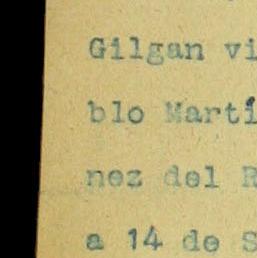 Gilgan vi
blo Martí
nez del R
a 14 de S